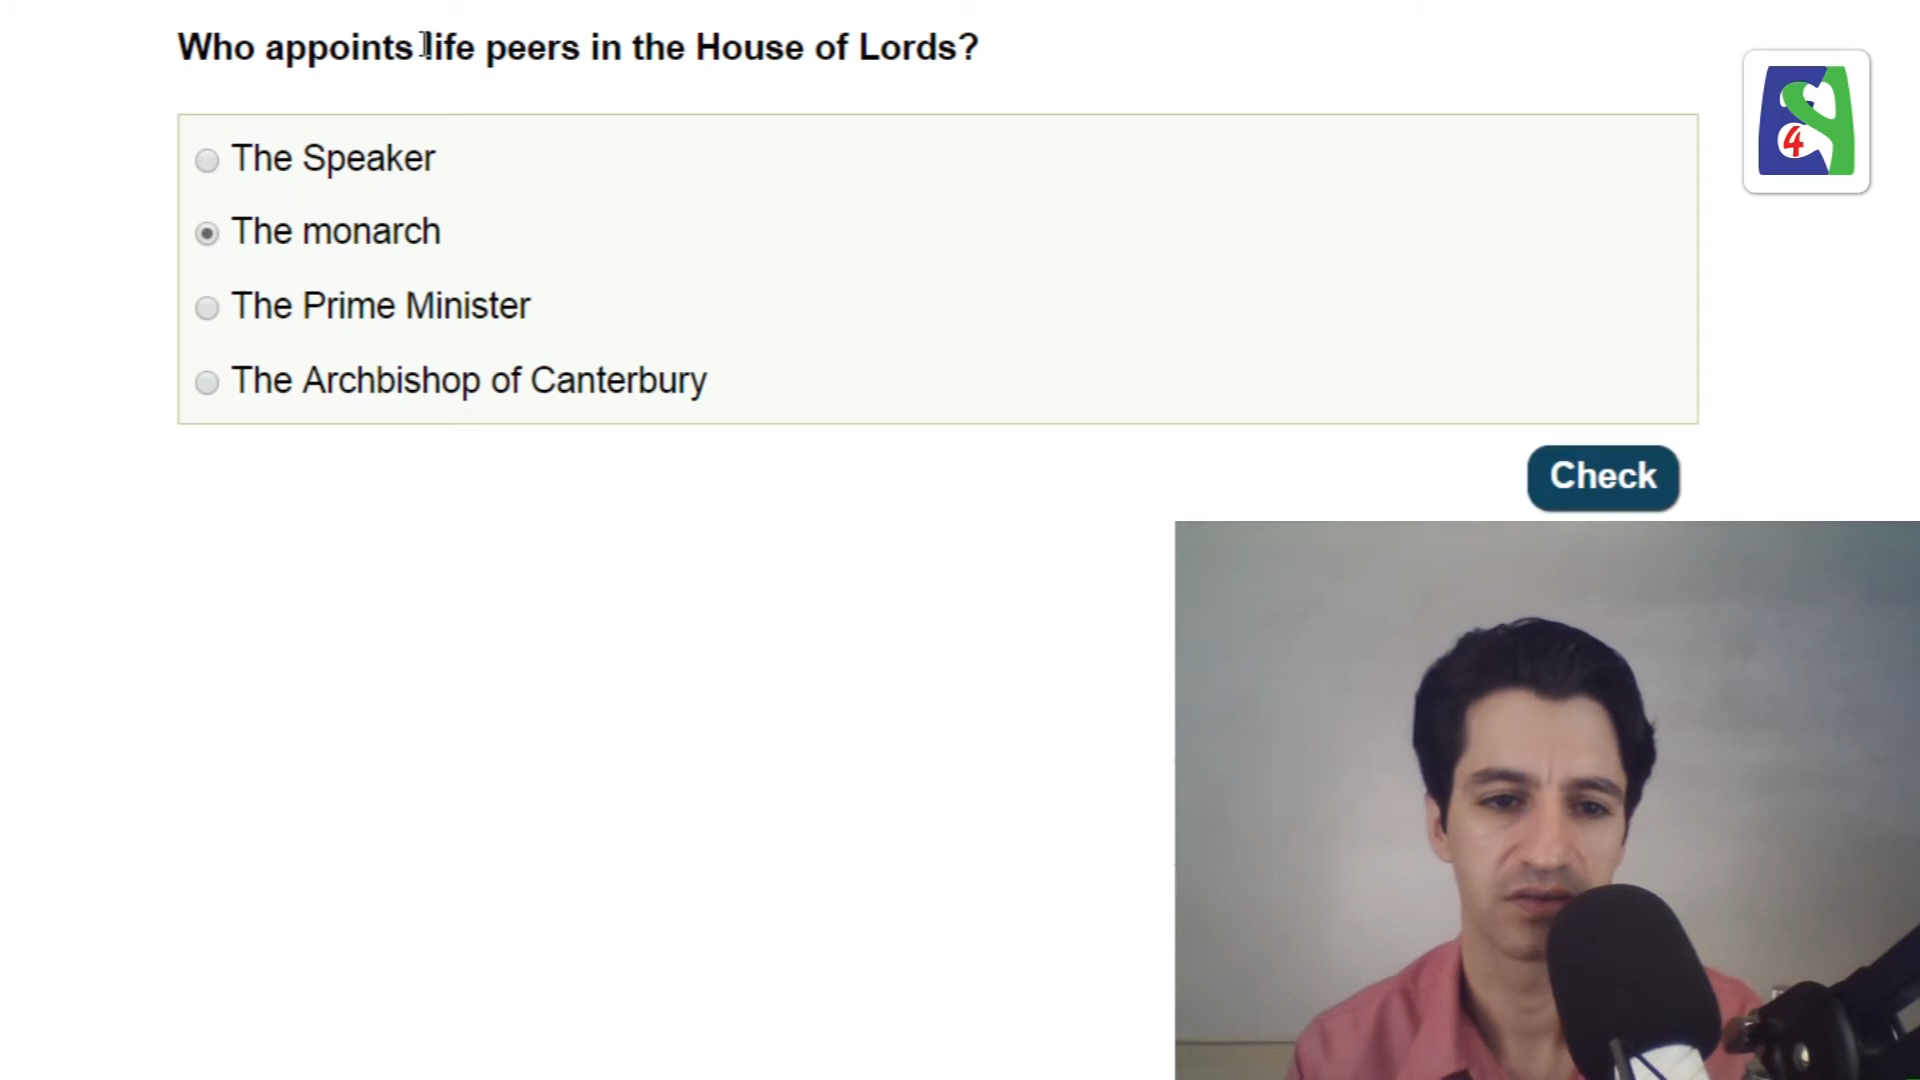 Who appoints life peers in the House of Lords?
The Speaker
The monarch
The Prime Minister
The Archbishop of Canterbury
Check
4